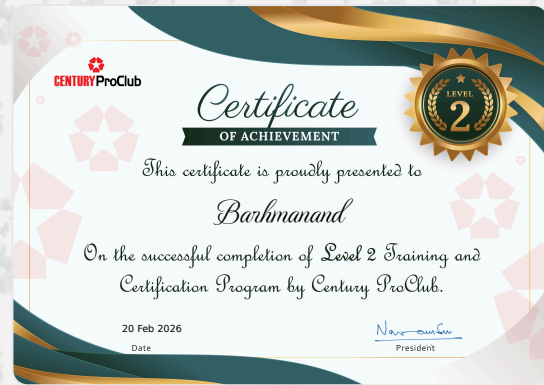 CENTURY ProClub
LEVEL
2
Certificate
OF ACHIEVEMENT
This certificate is proudly presented to
Barhmanand
On the successful completion of Level 2 Training and
Certification Program by Century ProClub.
20 Feb 2026
Date
President